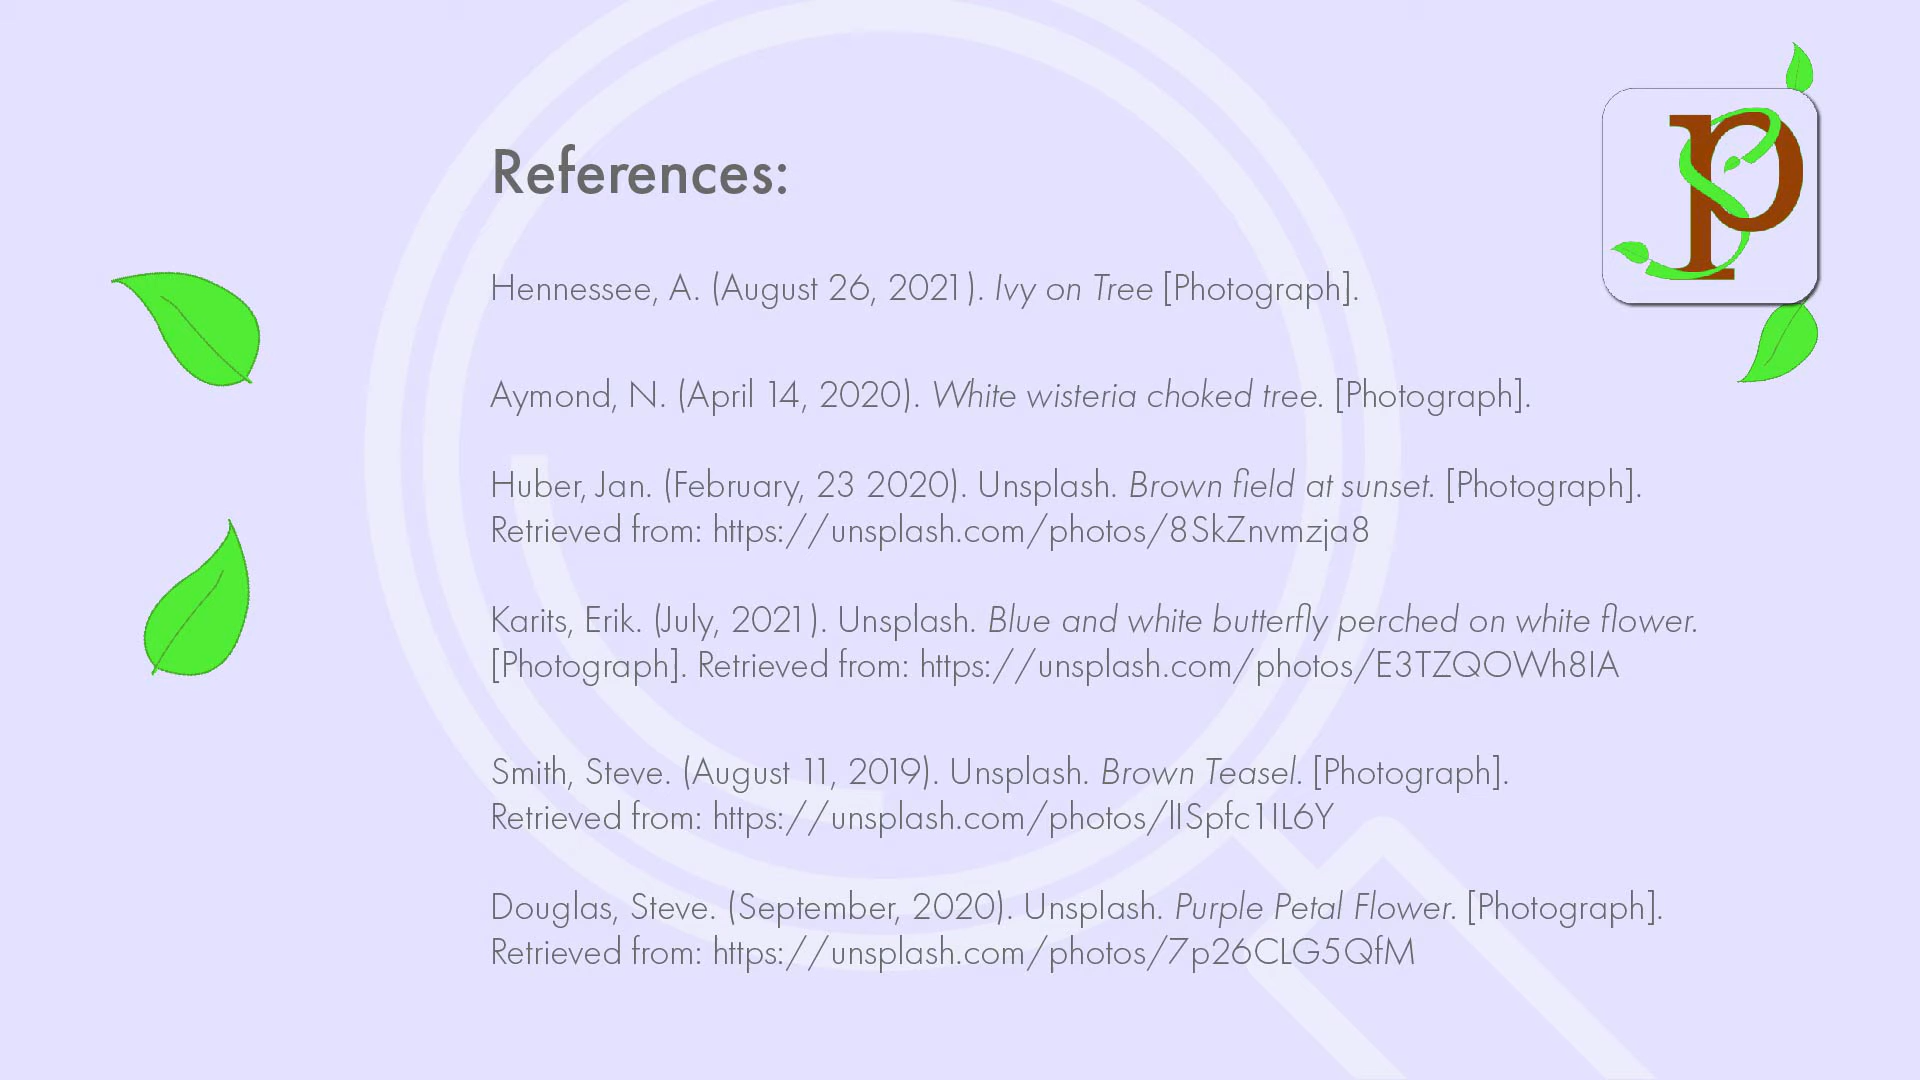 References:
Hennessee, A. (August 26, 2021). Ivy on Tree [Photograph].
Aymond, N. (April 14, 2020). White wisteria choked tree. [Photograph].
Huber, Jan. (February, 23 2020). Unsplash. Brown field at sunset. [Photograph].
Retrieved from: https://unsplash.com/photos/8SkZnvmzja8
Karits, Erik. (July, 2021). Unsplash. Blue and white butterfly perched on white flower.
[Photograph]. Retrieved from: https://unsplash.com/photos/E3TZQOWh8IA
Smith, Steve. (August 11, 2019). Unsplash. Brown Teasel. [Photograph].
Retrieved from: https://unsplash.com/photos/lISpfc1IL6Y
Douglas, Steve. (September, 2020). Unsplash. Purple Petal Flower. [Photograph].
Retrieved from: https://unsplash.com/photos/7p26CLG5QfM